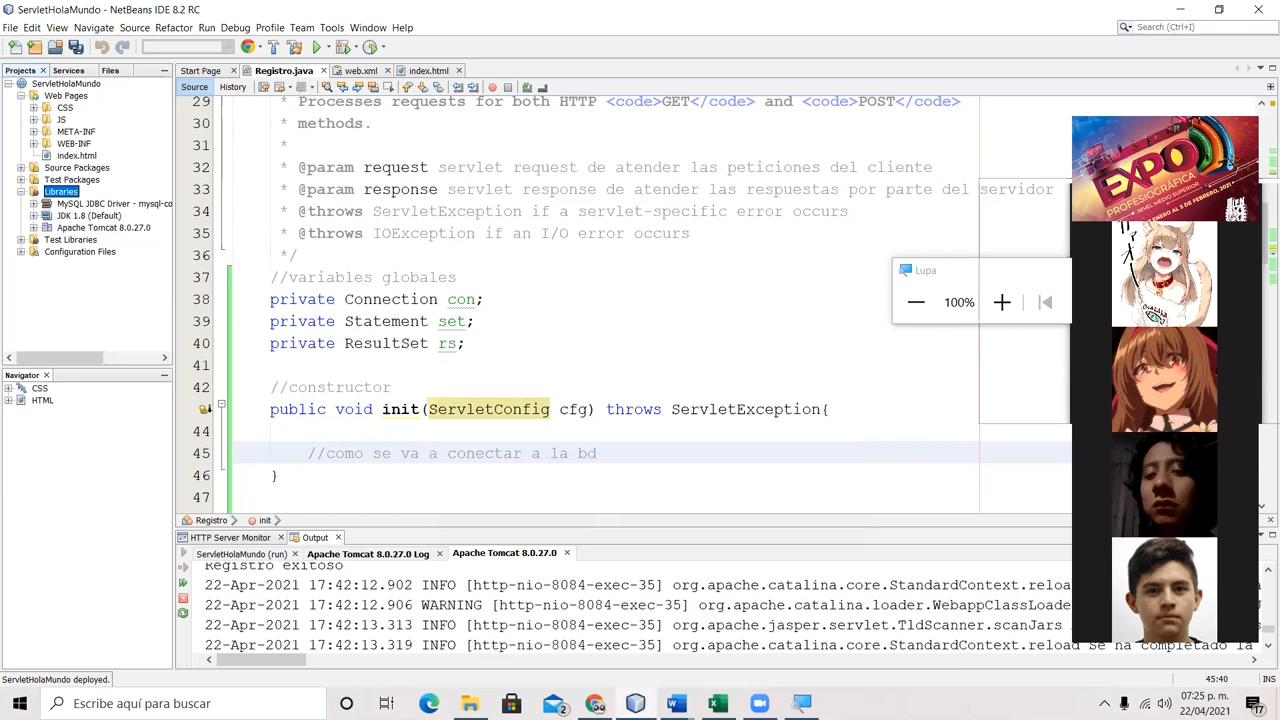 ServletHolaMundo - NetBeans IDE 8.2 RC
File Edit View Navigate Source Refactor Run Debug Profile Team Tools Window Help
Search (Ctrl+I)
Projects Services Files
Start Page Registro.java web.xml index.html
Source History
ServletHolaMundo
Web Pages
CSS
JS
META-INF
WEB-INF
index.html
Source Packages
Test Packages
Libraries
MySQL JDBC Driver - mysql-co
JDK 1.8 (Default)
Apache Tomcat 8.0.27.0
Test Libraries
Configuration Files
Navigator
CSS
HTML
29 * Processes requests for both HTTP <code>GET</code> and <code>POST</code>
30 * methods.
31 *
32 * @param request servlet request de atender las peticiones del cliente
33 * @param response servlet response de atender las respuestas por parte del servidor
34 * @throws ServletException if a servlet-specific error occurs
35 * @throws IOException if an I/O error occurs
36 */
37 //variables globales
38 private Connection con;
39 private Statement set;
40 private ResultSet rs;
41
42 //constructor
public void init(ServletConfig cfg) throws ServletException{
44
45 //como se va a conectar a la bd
46 }
47
Registro init
Lupa
100%
EXPO
PROFESIOGRÁFICA
NIVEL MEDIO SUPERIOR
ENERO AL 5 DE FEBRERO, 2021
HTTP Server Monitor Output
ServletHolaMundo (run) Apache Tomcat 8.0.27.0 Log Apache Tomcat 8.0.27.0
Registro exitoso
22-Apr-2021 17:42:12.902 INFO [http-nio-8084-exec-35] org.apache.catalina.core.StandardContext.reload
22-Apr-2021 17:42:12.906 WARNING [http-nio-8084-exec-35] org.apache.catalina.loader.WebappClassLoade
22-Apr-2021 17:42:13.313 INFO [http-nio-8084-exec-35] org.apache.jasper.servlet.TldScanner.scanJars
22-Apr-2021 17:42:13.319 INFO [http-nio-8084-exec-35] org.apache.catalina.core.StandardContext.reload Se ha completado la
ServletHolaMundo deployed.
45:40 INS
Escribe aquí para buscar
2
07:25 p. m.
22/04/2021
17